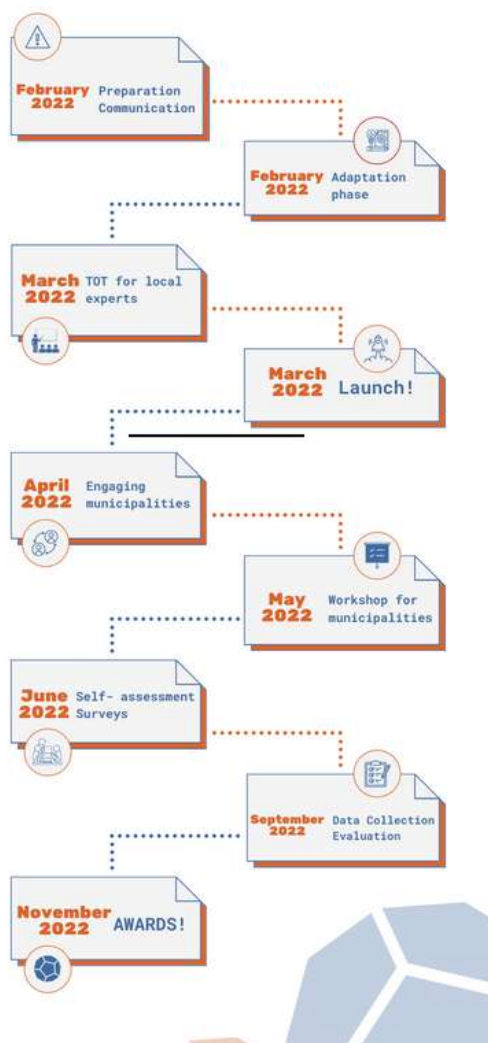 February
2022
Preparation
Communication
February
2022
Adaptation
phase
March
2022
TOT for local
experts
March
2022
Launch!
April
2022
Engaging
municipalities
May
2022
Workshop for
municipalities
June
2022
Self- assessment
Surveys
September
2022
Data Collection
Evaluation
November
2022
AWARDS!